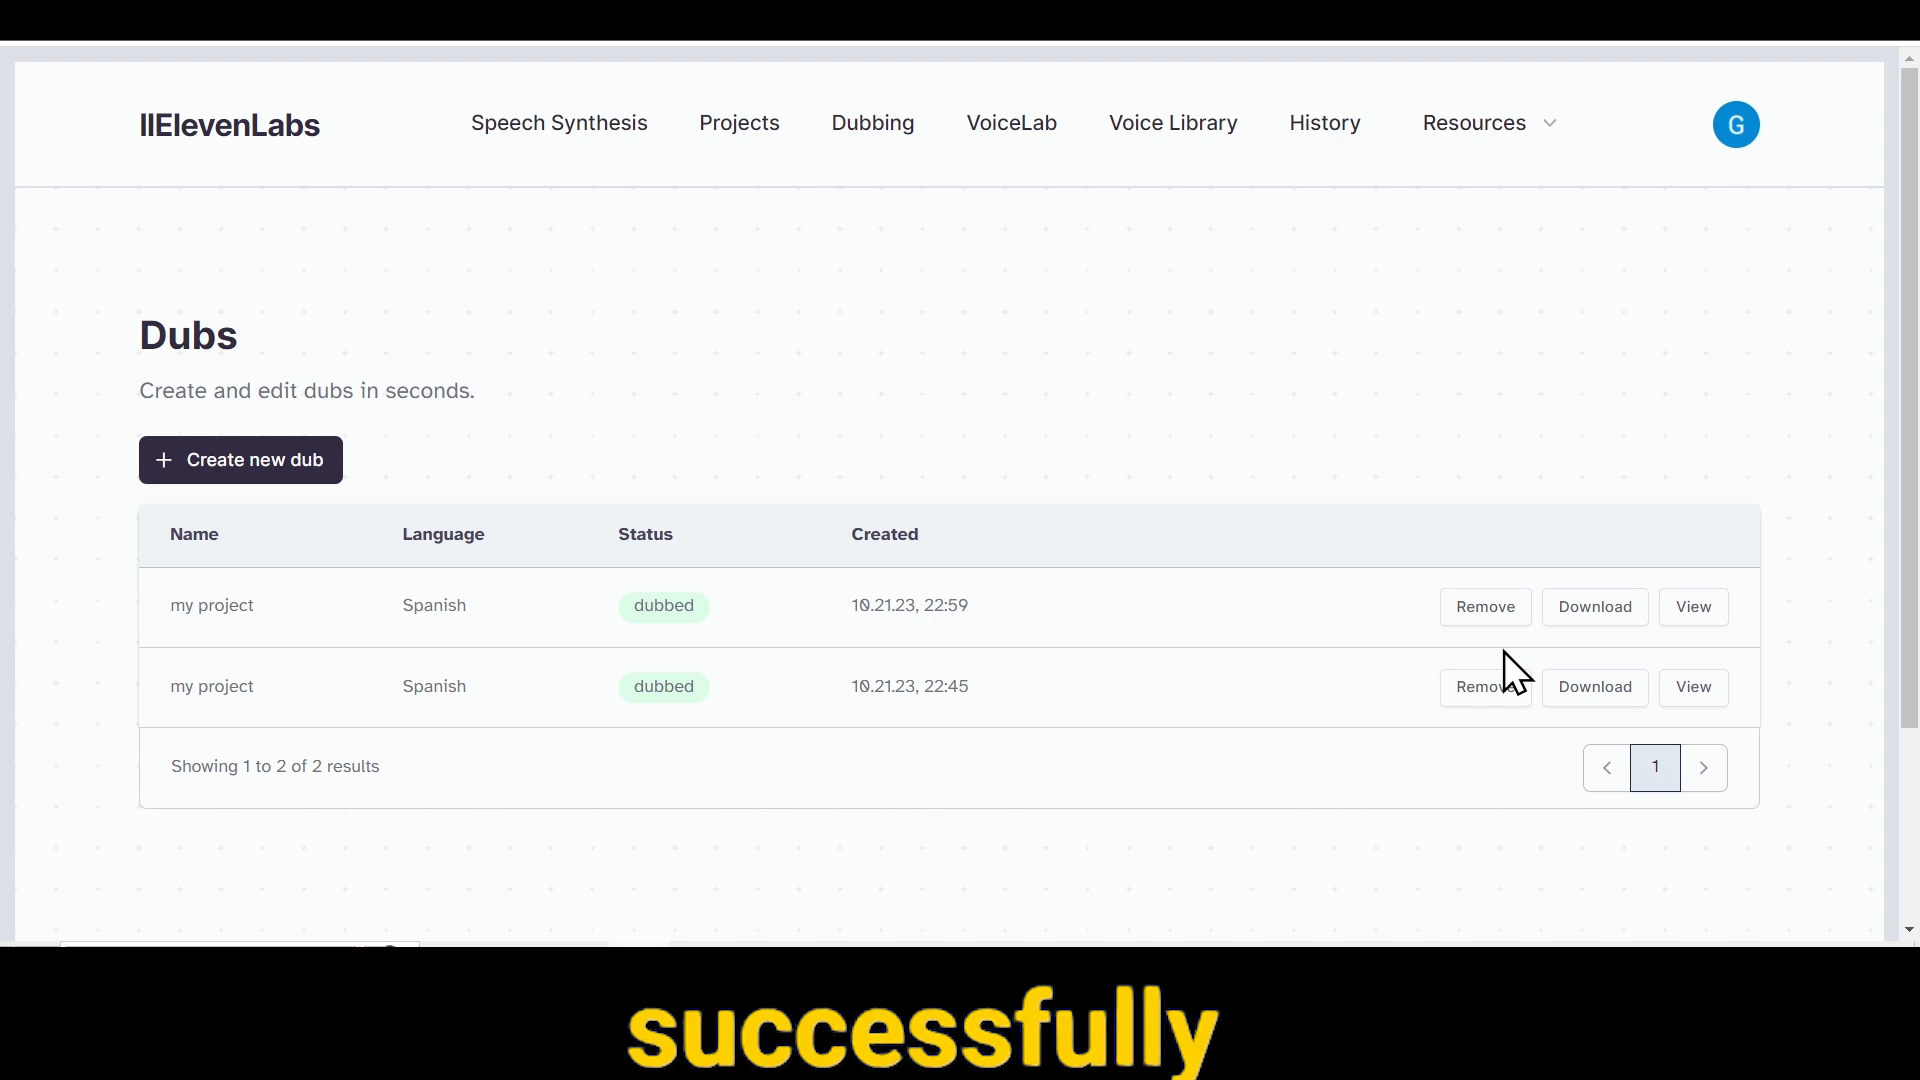 IIElevenLabs
Speech Synthesis Projects Dubbing VoiceLab Voice Library History Resources
G
Dubs
Create and edit dubs in seconds.
+ Create new dub
Name Language Status Created
my project Spanish dubbed 10.21.23, 22:59 Remove Download View
my project Spanish dubbed 10.21.23, 22:45 Remove Download View
Showing 1 to 2 of 2 results
< 1 >
successfully